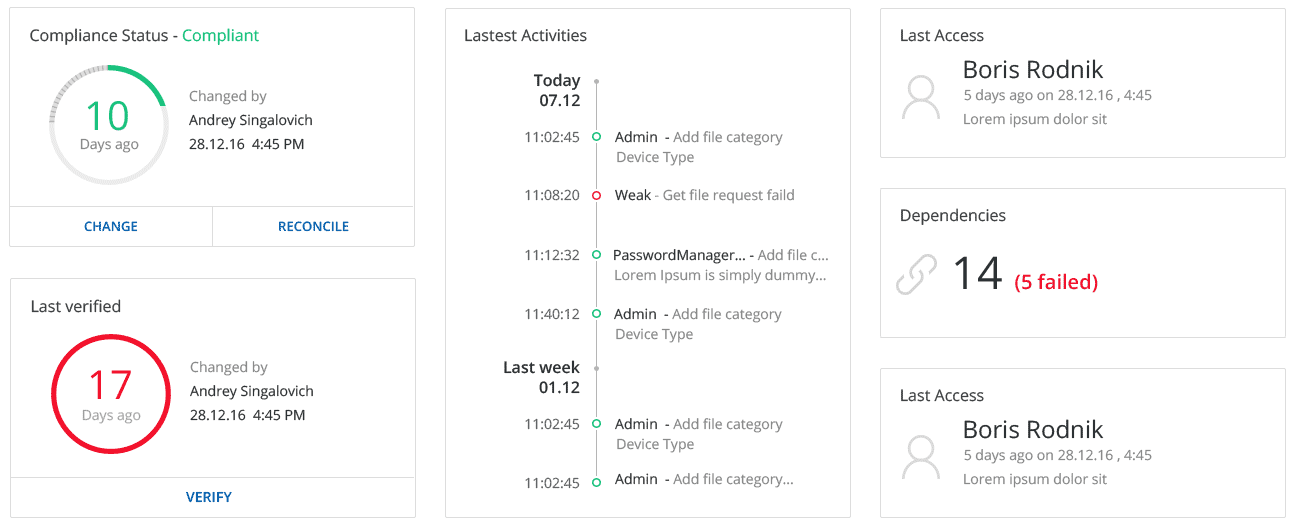 Compliance Status - Compliant
10
Days ago
Changed by
Andrey Singalovich
28.12.16 4:45 PM
CHANGE
RECONCILE
Last verified
17
Days ago
Changed by
Andrey Singalovich
28.12.16 4:45 PM
VERIFY
Lastest Activities
Today
07.12
11:02:45 Admin - Add file category
Device Type
11:08:20 Weak - Get file request faild
11:12:32 PasswordManager... - Add file c...
Lorem Ipsum is simply dummy...
11:40:12 Admin - Add file category
Device Type
Last week
01.12
11:02:45 Admin - Add file category
Device Type
11:02:45 Admin - Add file category...
Last Access
Boris Rodnik
5 days ago on 28.12.16 , 4:45
Lorem ipsum dolor sit
Dependencies
14 (5 failed)
Last Access
Boris Rodnik
5 days ago on 28.12.16 , 4:45
Lorem ipsum dolor sit